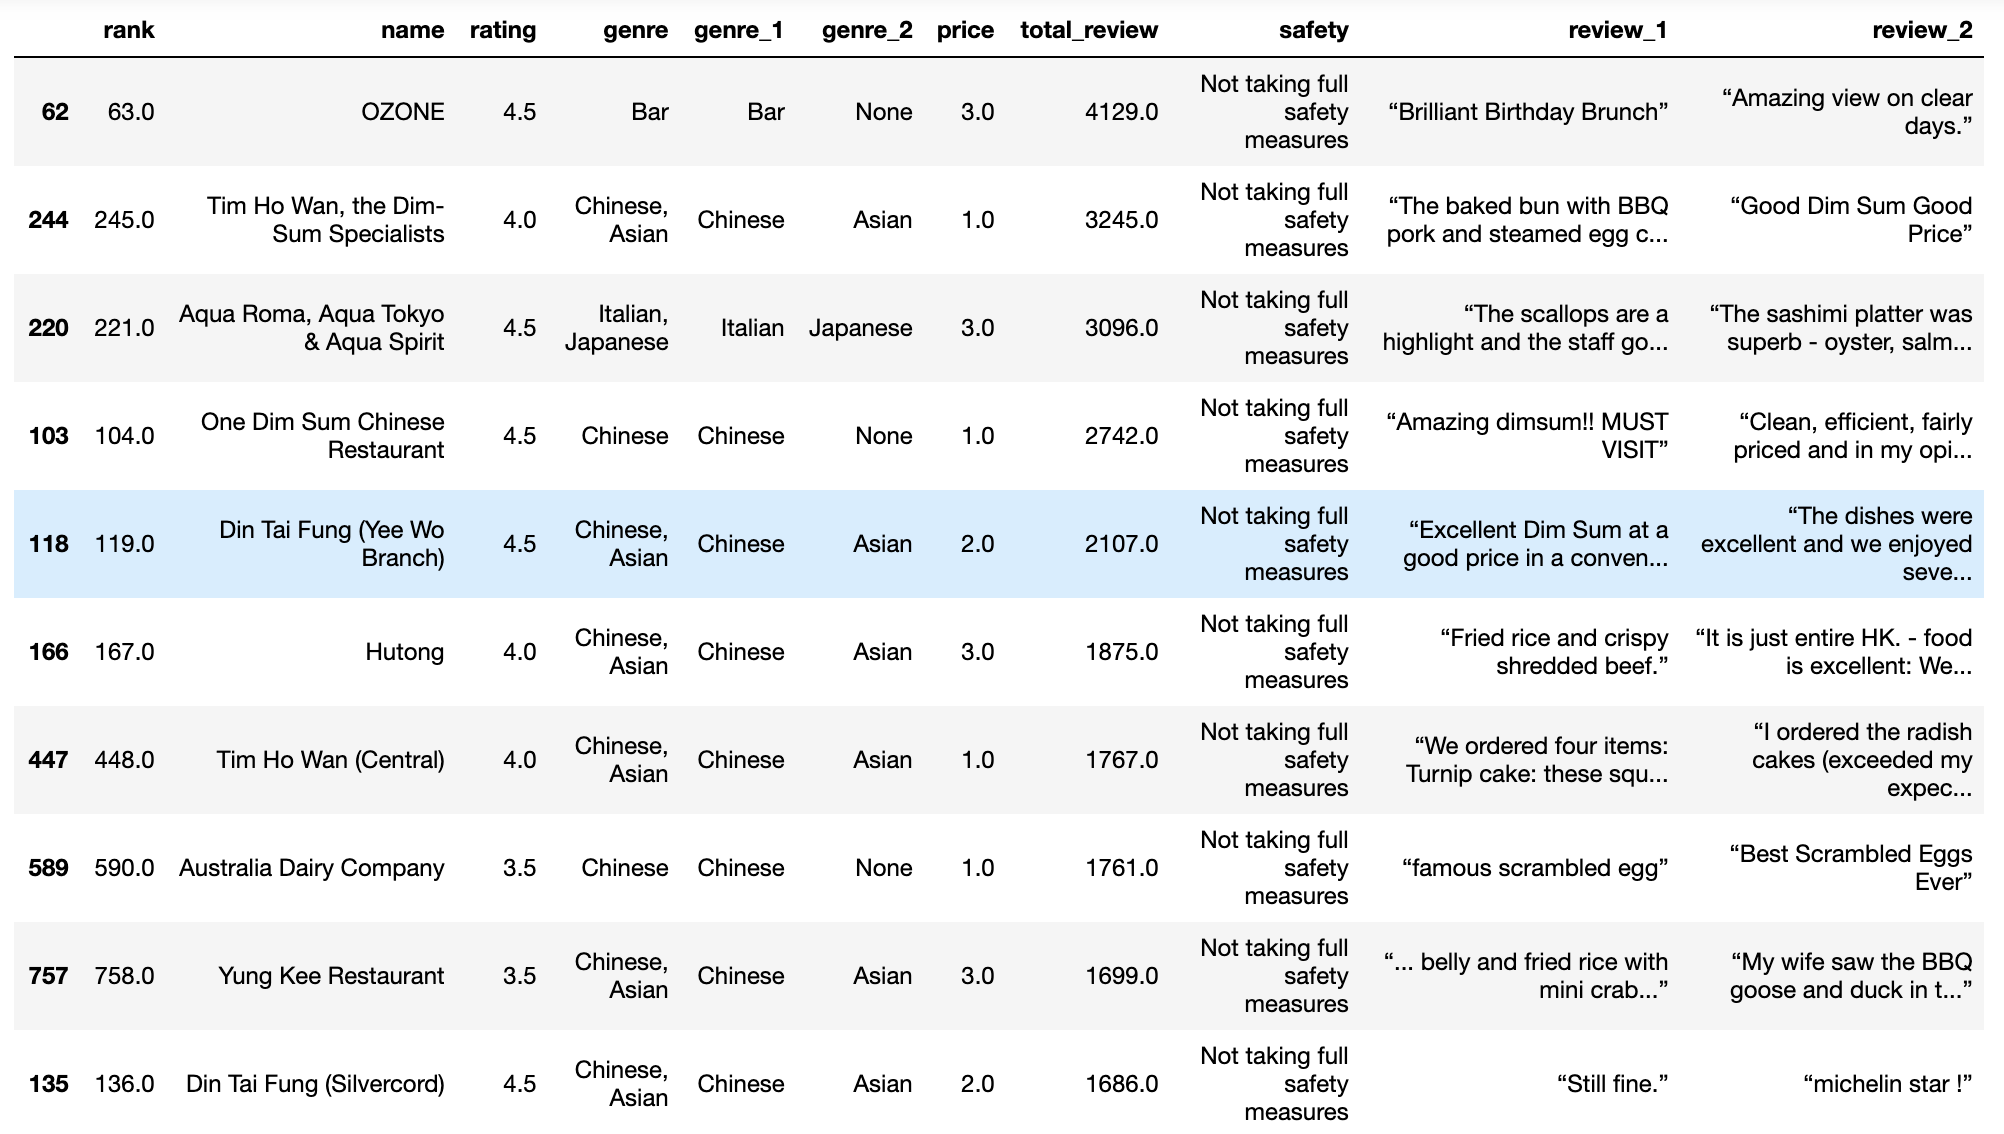 rank name rating genre genre_1 genre_2 price total_review safety review_1 review_2
62 63.0 OZONE 4.5 Bar Bar None 3.0 4129.0 Not taking full safety measures “Brilliant Birthday Brunch” “Amazing view on clear days.”
244 245.0 Tim Ho Wan, the Dim-Sum Specialists 4.0 Chinese, Asian Chinese Asian 1.0 3245.0 Not taking full safety measures “The baked bun with BBQ pork and steamed egg c... “Good Dim Sum Good Price”
220 221.0 Aqua Roma, Aqua Tokyo & Aqua Spirit 4.5 Italian, Japanese Italian Japanese 3.0 3096.0 Not taking full safety measures “The scallops are a highlight and the staff go... “The sashimi platter was superb - oyster, salm...
103 104.0 One Dim Sum Chinese Restaurant 4.5 Chinese Chinese None 1.0 2742.0 Not taking full safety measures “Amazing dimsum!! MUST VISIT” “Clean, efficient, fairly priced and in my opi...
118 119.0 Din Tai Fung (Yee Wo Branch) 4.5 Chinese, Asian Chinese Asian 2.0 2107.0 Not taking full safety measures “Excellent Dim Sum at a good price in a conven... “The dishes were excellent and we enjoyed seve...
166 167.0 Hutong 4.0 Chinese, Asian Chinese Asian 3.0 1875.0 Not taking full safety measures “Fried rice and crispy shredded beef.” “It is just entire HK. - food is excellent: We...
447 448.0 Tim Ho Wan (Central) 4.0 Chinese, Asian Chinese Asian 1.0 1767.0 Not taking full safety measures “We ordered four items: Turnip cake: these squ... “I ordered the radish cakes (exceeded my expec...
589 590.0 Australia Dairy Company 3.5 Chinese Chinese None 1.0 1761.0 Not taking full safety measures “famous scrambled egg” “Best Scrambled Eggs Ever”
757 758.0 Yung Kee Restaurant 3.5 Chinese, Asian Chinese Asian 3.0 1699.0 Not taking full safety measures “... belly and fried rice with mini crab...” “My wife saw the BBQ goose and duck in t...”
135 136.0 Din Tai Fung (Silvercord) 4.5 Chinese, Asian Chinese Asian 2.0 1686.0 Not taking full safety measures “Still fine.” “michelin star !”